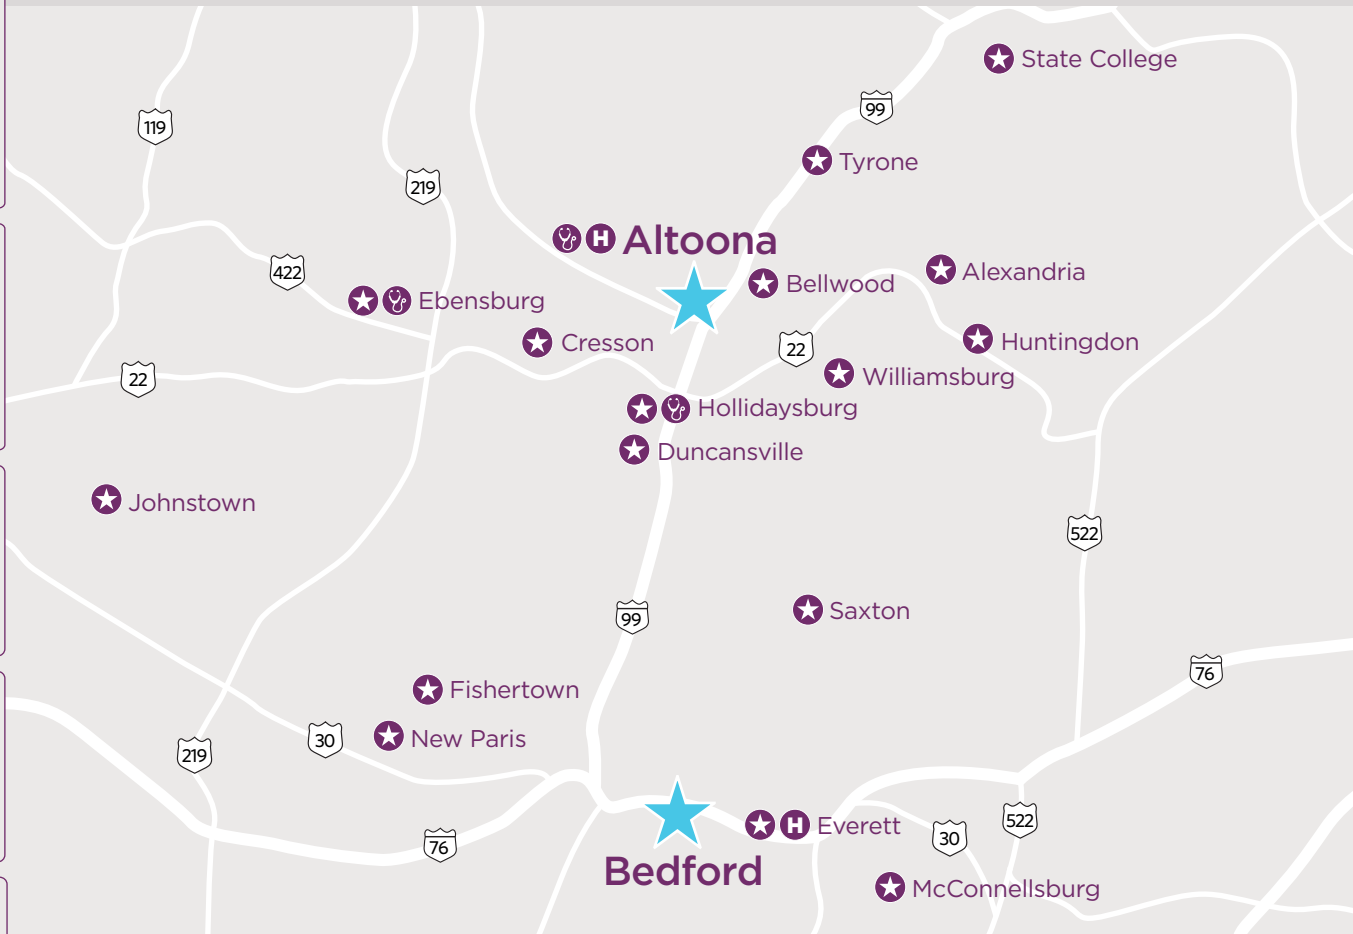 State College
99
119
Tyrone
219
H Altoona
422
Bellwood
Alexandria
Ebensburg
Cresson
22
Huntingdon
22
Williamsburg
Hollidaysburg
Duncansville
Johnstown
522
99
Saxton
76
Fishertown
30
New Paris
219
522
H Everett
30
76
Bedford
McConnellsburg